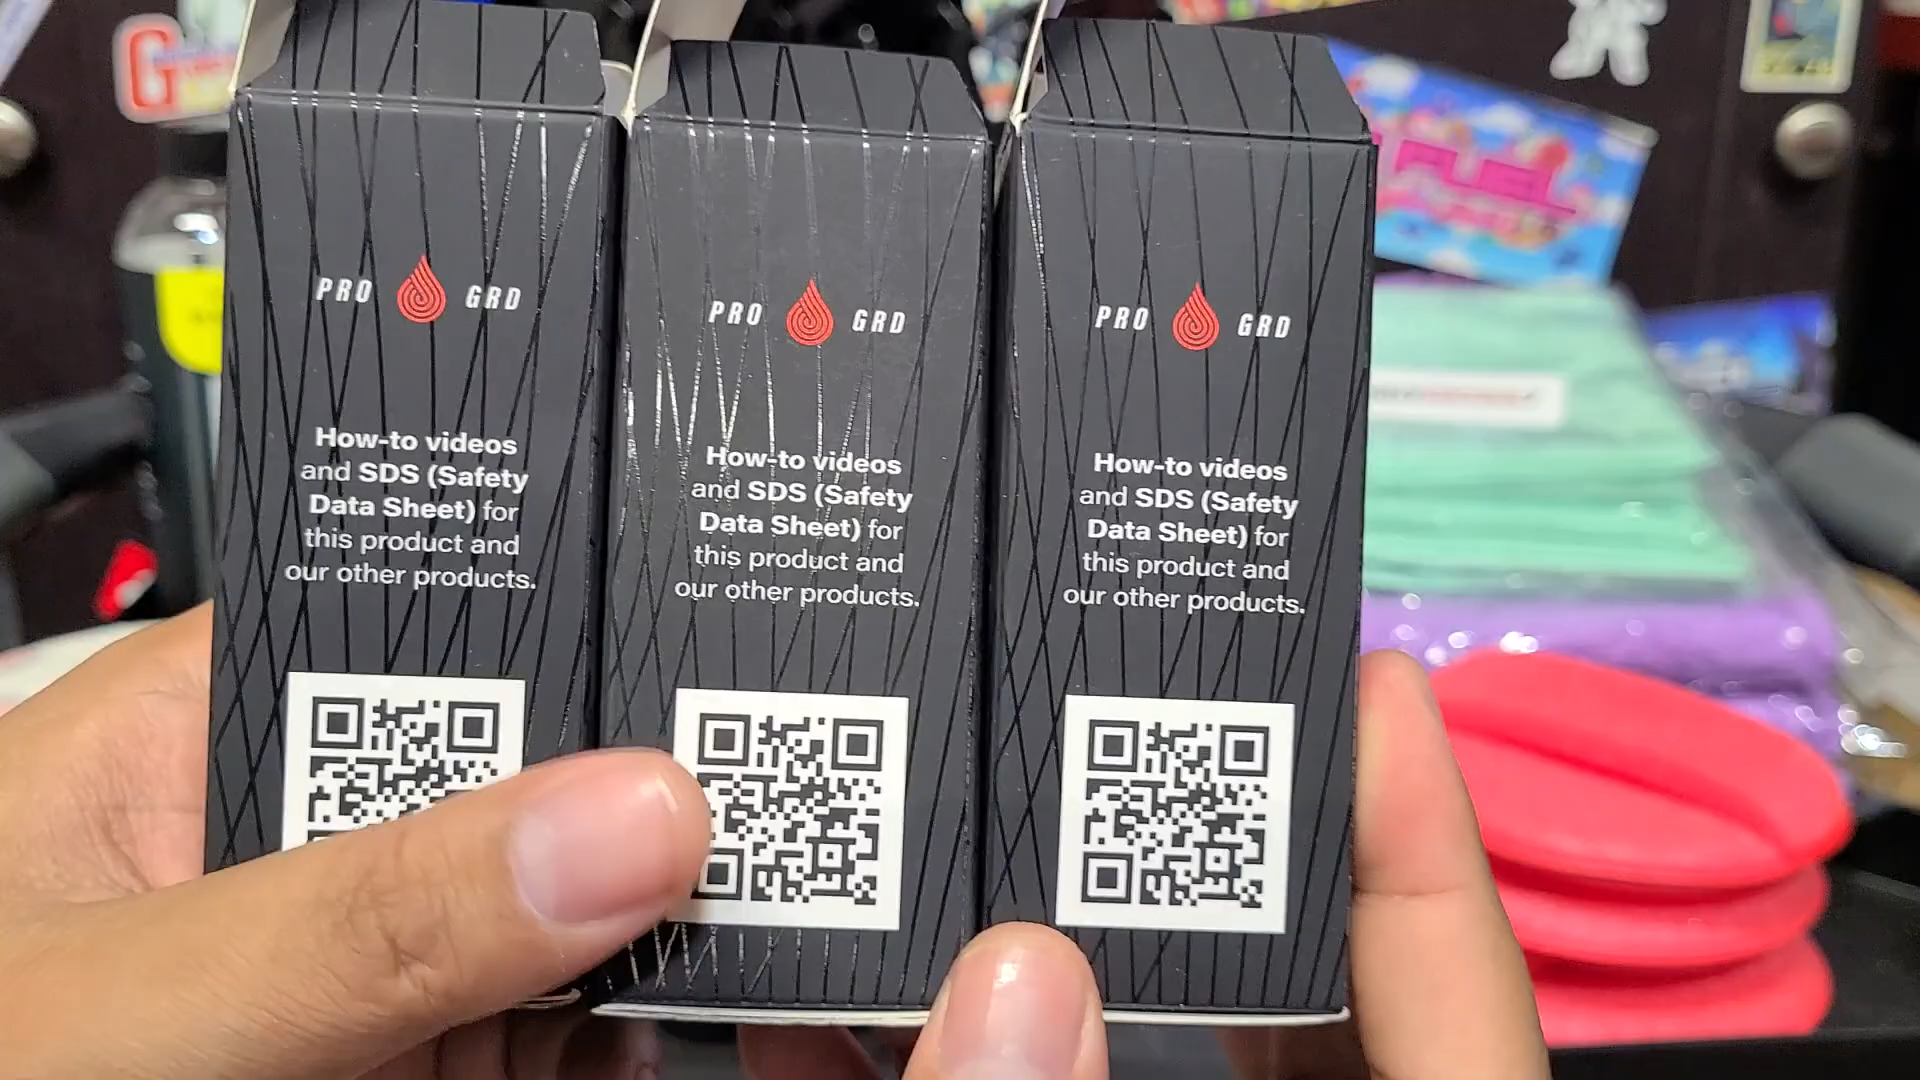 PRO GRD
How-to videos
and SDS (Safety
Data Sheet) for
this product and
our other products.
PRO GRD
How-to videos
and SDS (Safety
Data Sheet) for
this product and
our other products.
PRO GRD
How-to videos
and SDS (Safety
Data Sheet) for
this product and
our other products.
G
FUEL